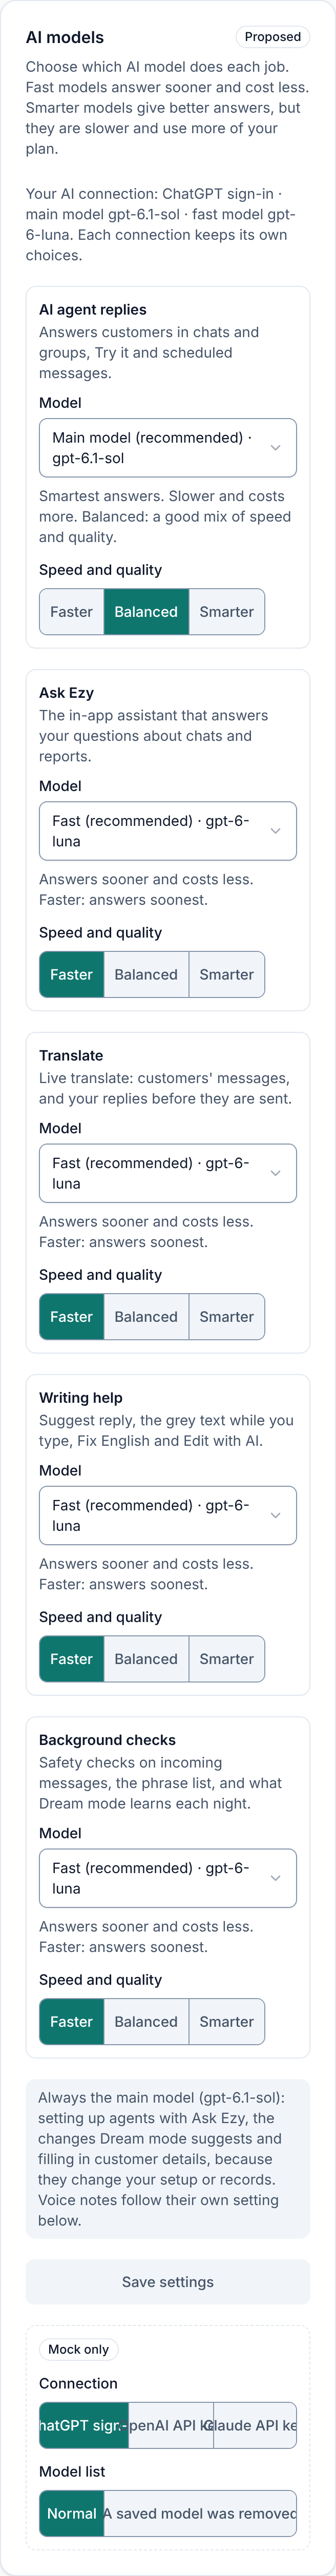 AI models
Proposed
Choose which AI model does each job.
Fast models answer sooner and cost less.
Smarter models give better answers, but
they are slower and use more of your
plan.
Your AI connection: ChatGPT sign-in ·
main model gpt-6.1-sol · fast model gpt-
6-luna. Each connection keeps its own
choices.
AI agent replies
Answers customers in chats and
groups, Try it and scheduled
messages.
Model
Main model (recommended) ·
gpt-6.1-sol
Smartest answers. Slower and costs
more. Balanced: a good mix of speed
and quality.
Speed and quality
Faster Balanced Smarter
Ask Ezy
The in-app assistant that answers
your questions about chats and
reports.
Model
Fast (recommended) · gpt-6-
luna
Answers sooner and costs less.
Faster: answers soonest.
Speed and quality
Faster Balanced Smarter
Translate
Live translate: customers' messages,
and your replies before they are sent.
Model
Fast (recommended) · gpt-6-
luna
Answers sooner and costs less.
Faster: answers soonest.
Speed and quality
Faster Balanced Smarter
Writing help
Suggest reply, the grey text while you
type, Fix English and Edit with AI.
Model
Fast (recommended) · gpt-6-
luna
Answers sooner and costs less.
Faster: answers soonest.
Speed and quality
Faster Balanced Smarter
Background checks
Safety checks on incoming
messages, the phrase list, and what
Dream mode learns each night.
Model
Fast (recommended) · gpt-6-
luna
Answers sooner and costs less.
Faster: answers soonest.
Speed and quality
Faster Balanced Smarter
Always the main model (gpt-6.1-sol):
setting up agents with Ask Ezy, the
changes Dream mode suggests and
filling in customer details, because
they change your setup or records.
Voice notes follow their own setting
below.
Save settings
Mock only
Connection
API API
Model list
Normal A saved model was removed